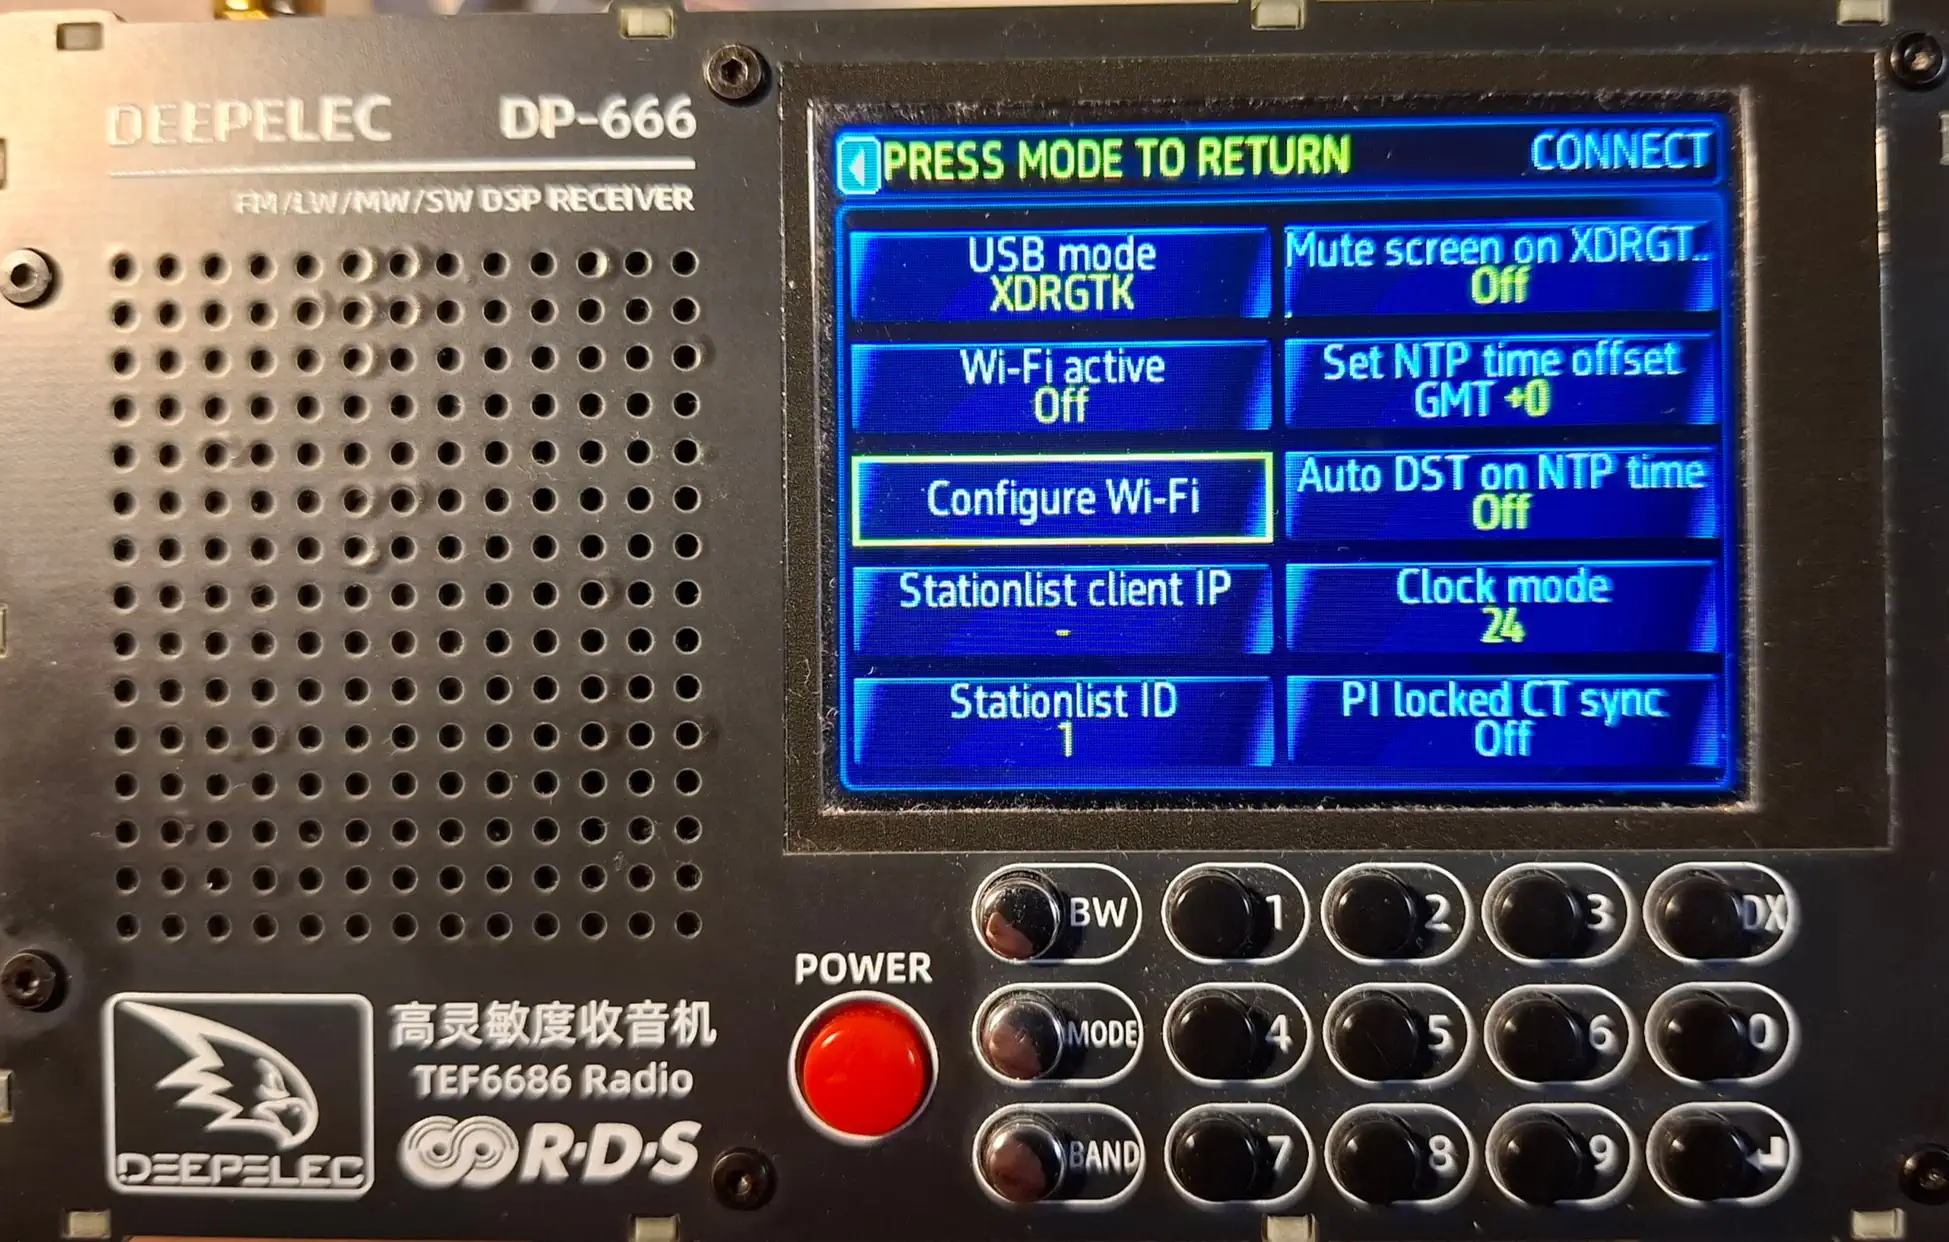 DEEPELEC DP-666
FM/LW/MW/SW DSP RECEIVER
PRESS MODE TO RETURN CONNECT
USB mode
XDRGTK
Mute screen on XDRGT..
Off
Wi-Fi active
Off
Set NTP time offset
GMT +0
Configure Wi-Fi
Auto DST on NTP time
Off
Stationlist client IP
-
Clock mode
24
Stationlist ID
1
PI locked CT sync
Off
POWER
BW 1 2 3 DX
MODE 4 5 6 0
BAND 7 8 9
高灵敏度收音机
TEF6686 Radio
R·D·S
DEEPELEC